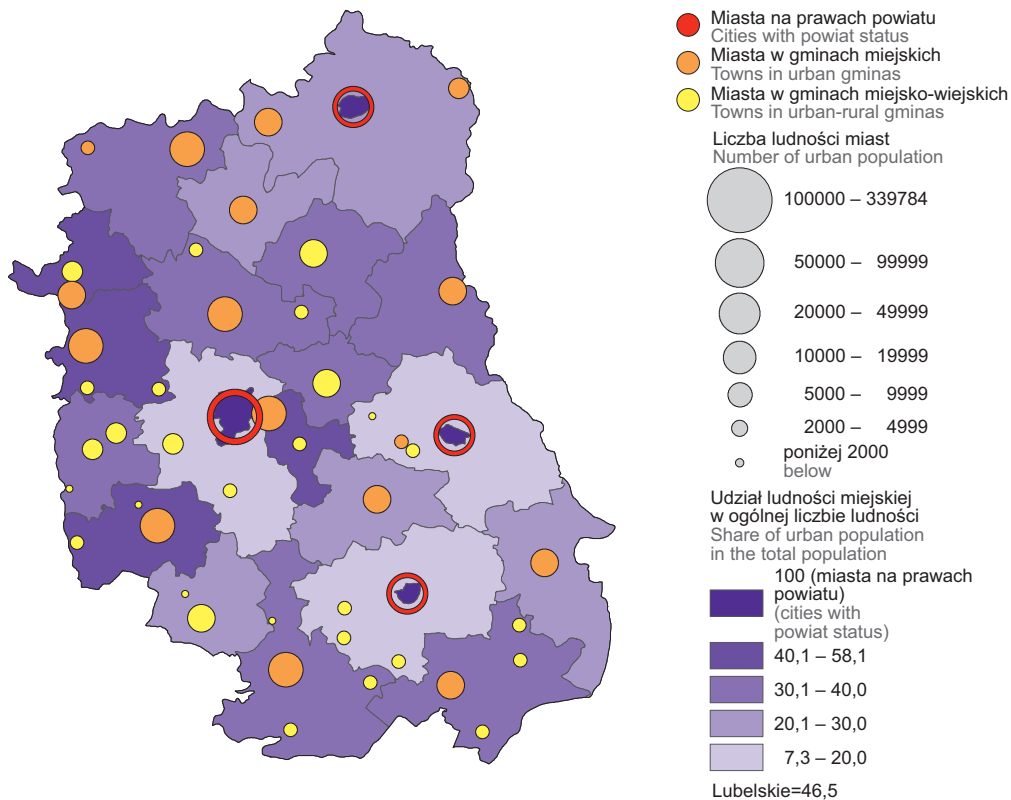 Miasta na prawach powiatu
Cities with powiat status
Miasta w gminach miejskich
Towns in urban gminas
Miasta w gminach miejsko-wiejskich
Towns in urban-rural gminas
Liczba ludności miast
Number of urban population
100000 – 339784
50000 – 99999
20000 – 49999
10000 – 19999
5000 – 9999
2000 – 4999
poniżej 2000
below
Udział ludności miejskiej
w ogólnej liczbie ludności
Share of urban population
in the total population
100 (miasta na prawach
powiatu)
(cities with
powiat status)
40,1 – 58,1
30,1 – 40,0
20,1 – 30,0
7,3 – 20,0
Lubelskie=46,5